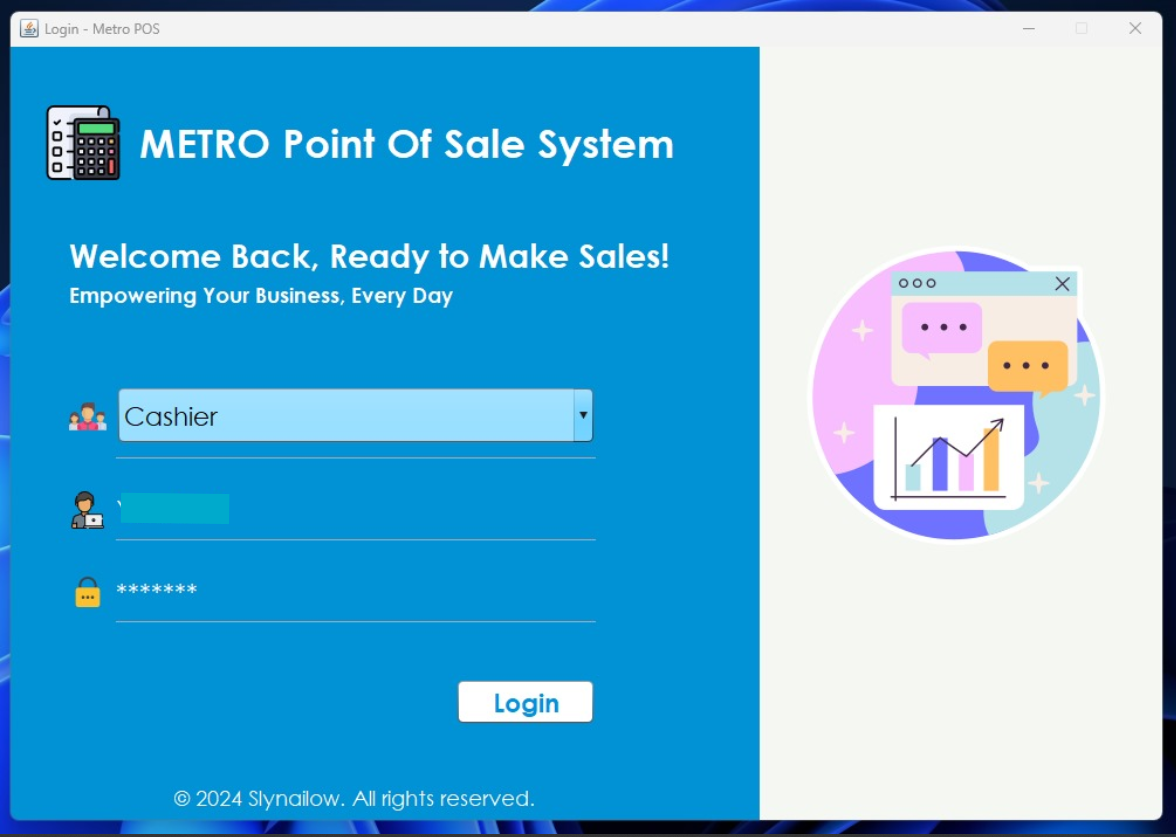 Login - Metro POS
METRO Point Of Sale System
Welcome Back, Ready to Make Sales!
Empowering Your Business, Every Day
Cashier
*******
Login
© 2024 Slynailow. All rights reserved.